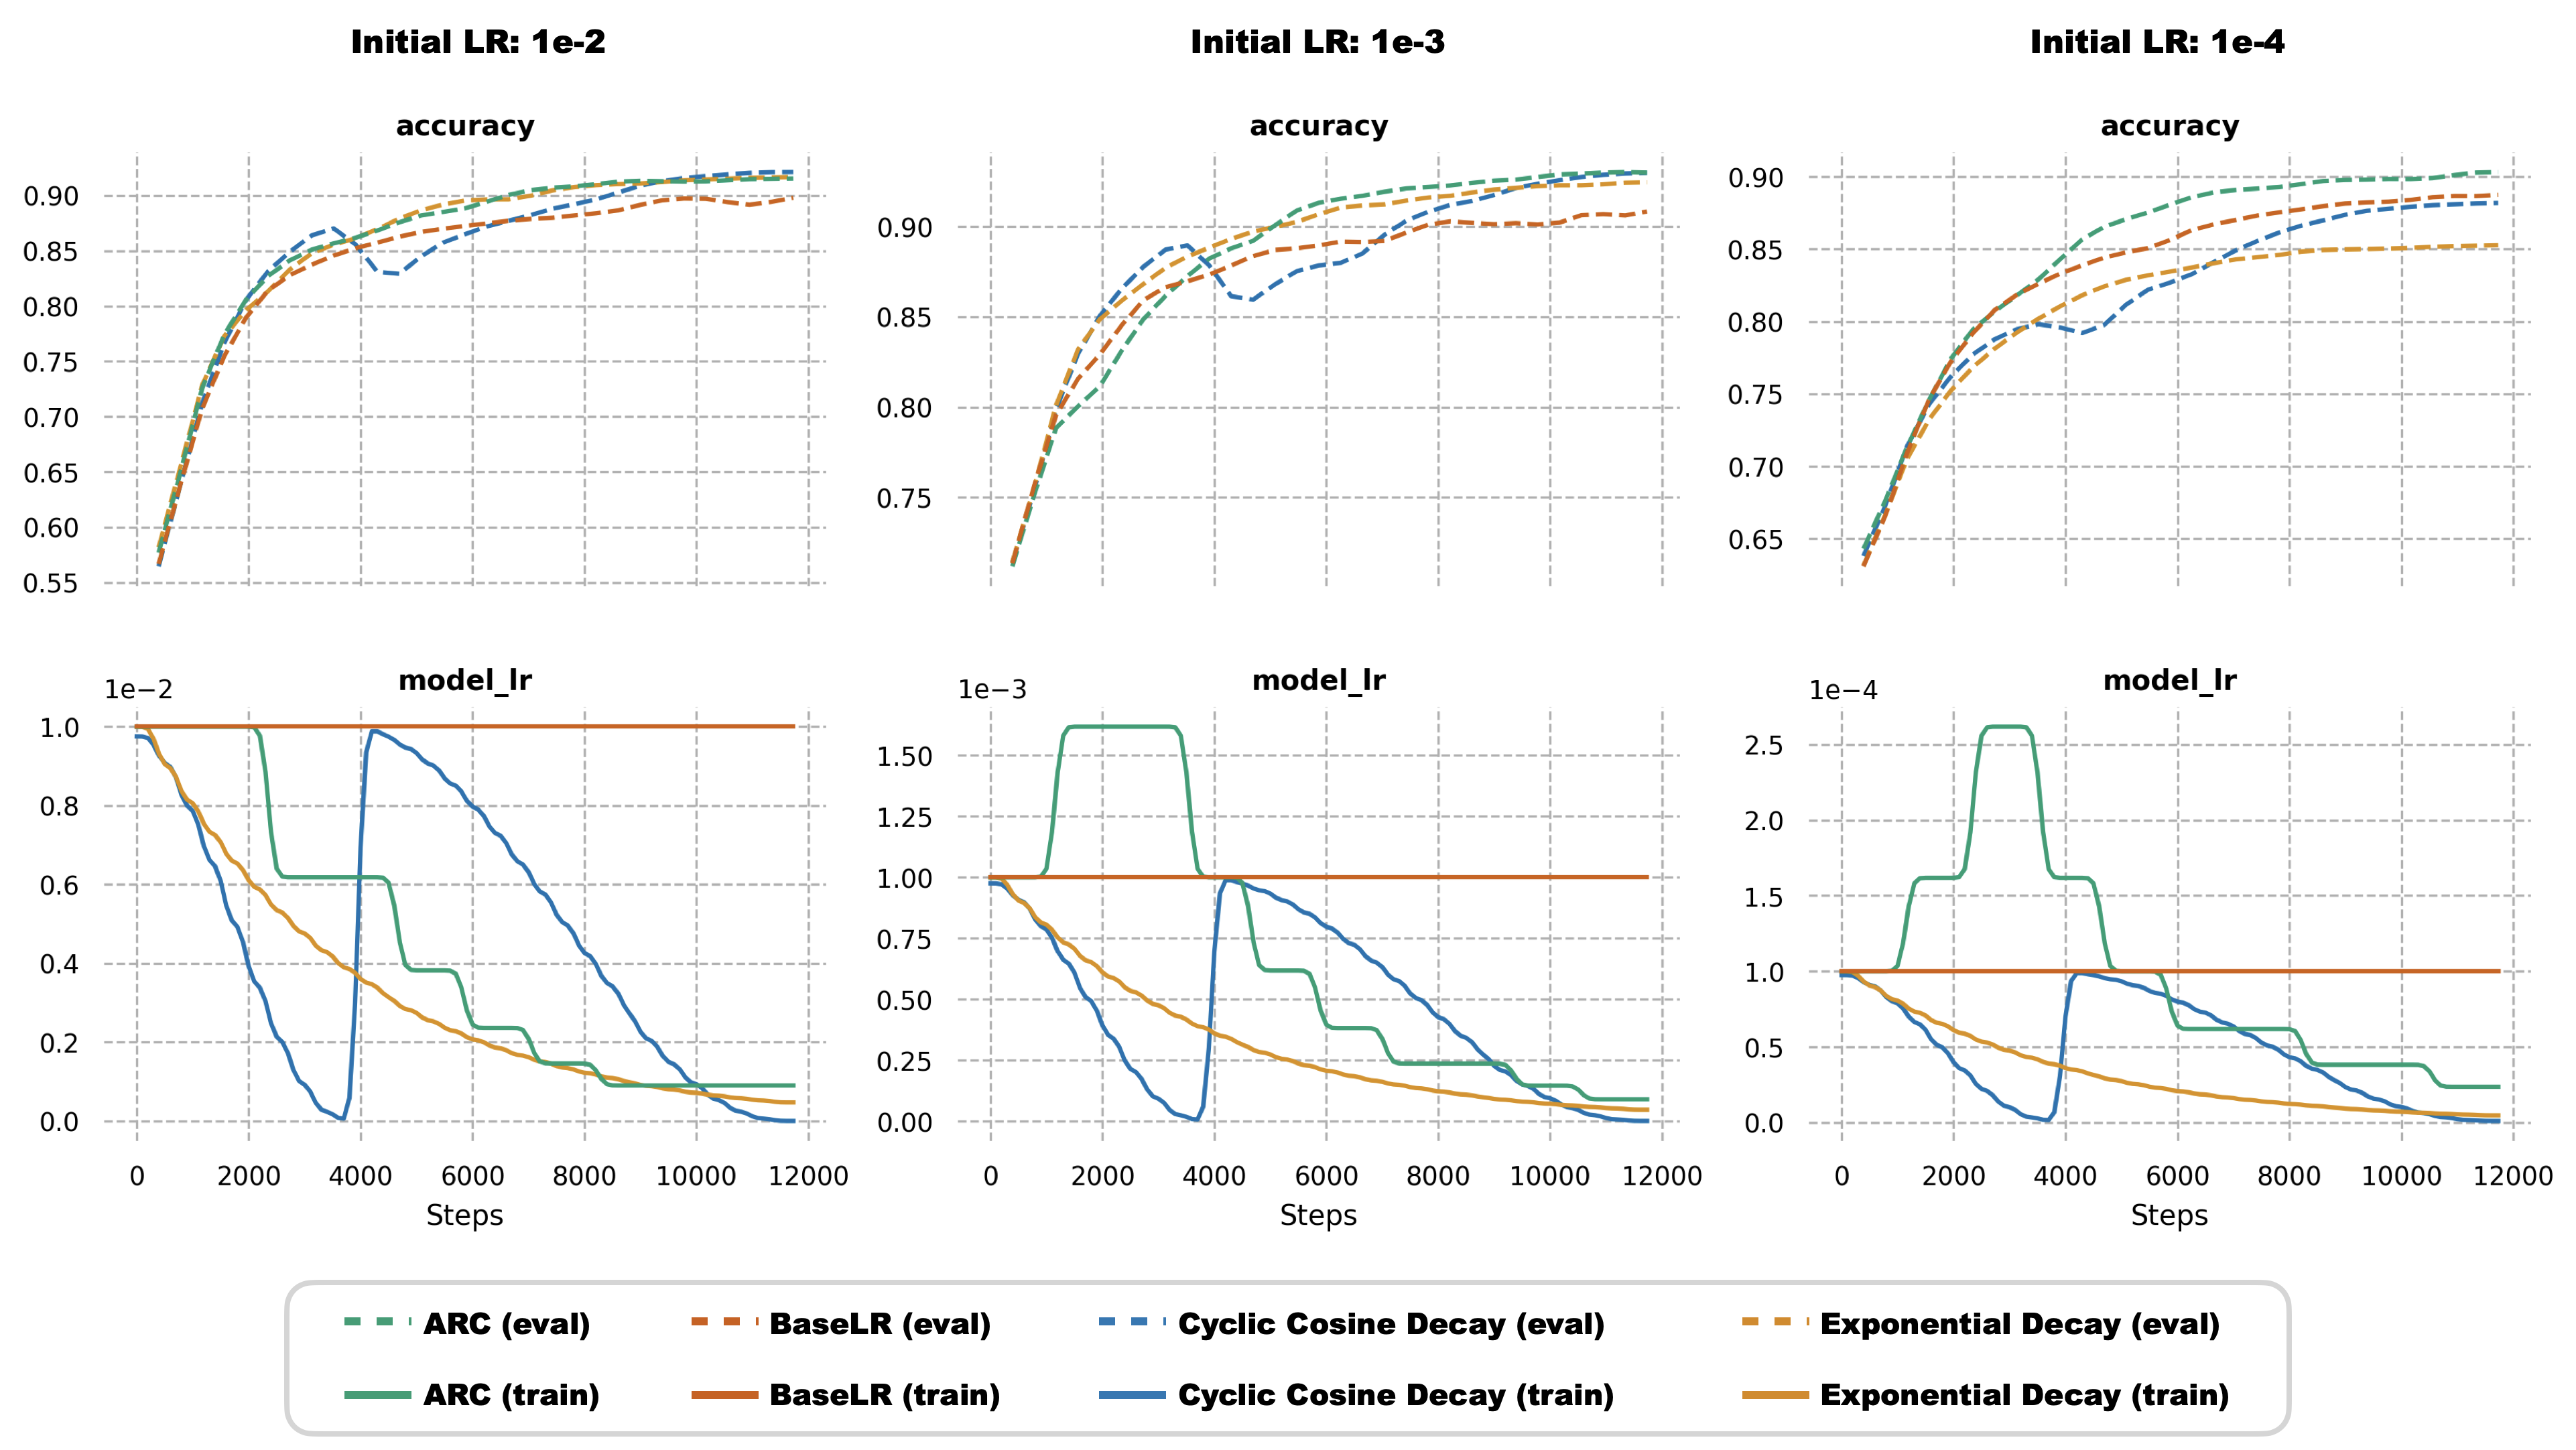 Initial LR: 1e-2
Initial LR: 1e-3
Initial LR: 1e-4
accuracy
accuracy
accuracy
0.90
0.85
0.80
0.75
0.70
0.65
0.60
0.55
0.90
0.85
0.80
0.75
0.90
0.85
0.80
0.75
0.70
0.65
model_lr
model_lr
model_lr
1e−2
1.0
0.8
0.6
0.4
0.2
0.0
0 2000 4000 6000 8000 10000 12000
Steps
1e−3
1.50
1.25
1.00
0.75
0.50
0.25
0.00
0 2000 4000 6000 8000 10000 12000
Steps
1e−4
2.5
2.0
1.5
1.0
0.5
0.0
0 2000 4000 6000 8000 10000 12000
Steps
ARC (eval)
BaseLR (eval)
Cyclic Cosine Decay (eval)
Exponential Decay (eval)
ARC (train)
BaseLR (train)
Cyclic Cosine Decay (train)
Exponential Decay (train)